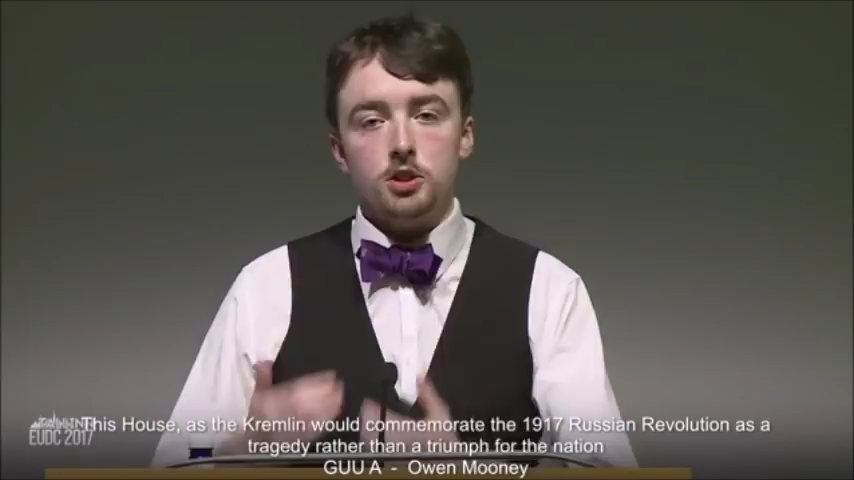 This House, as the Kremlin would commemorate the 1917 Russian Revolution as a
tragedy rather than a triumph for the nation
GUU A - Owen Mooney
EUDC 2017